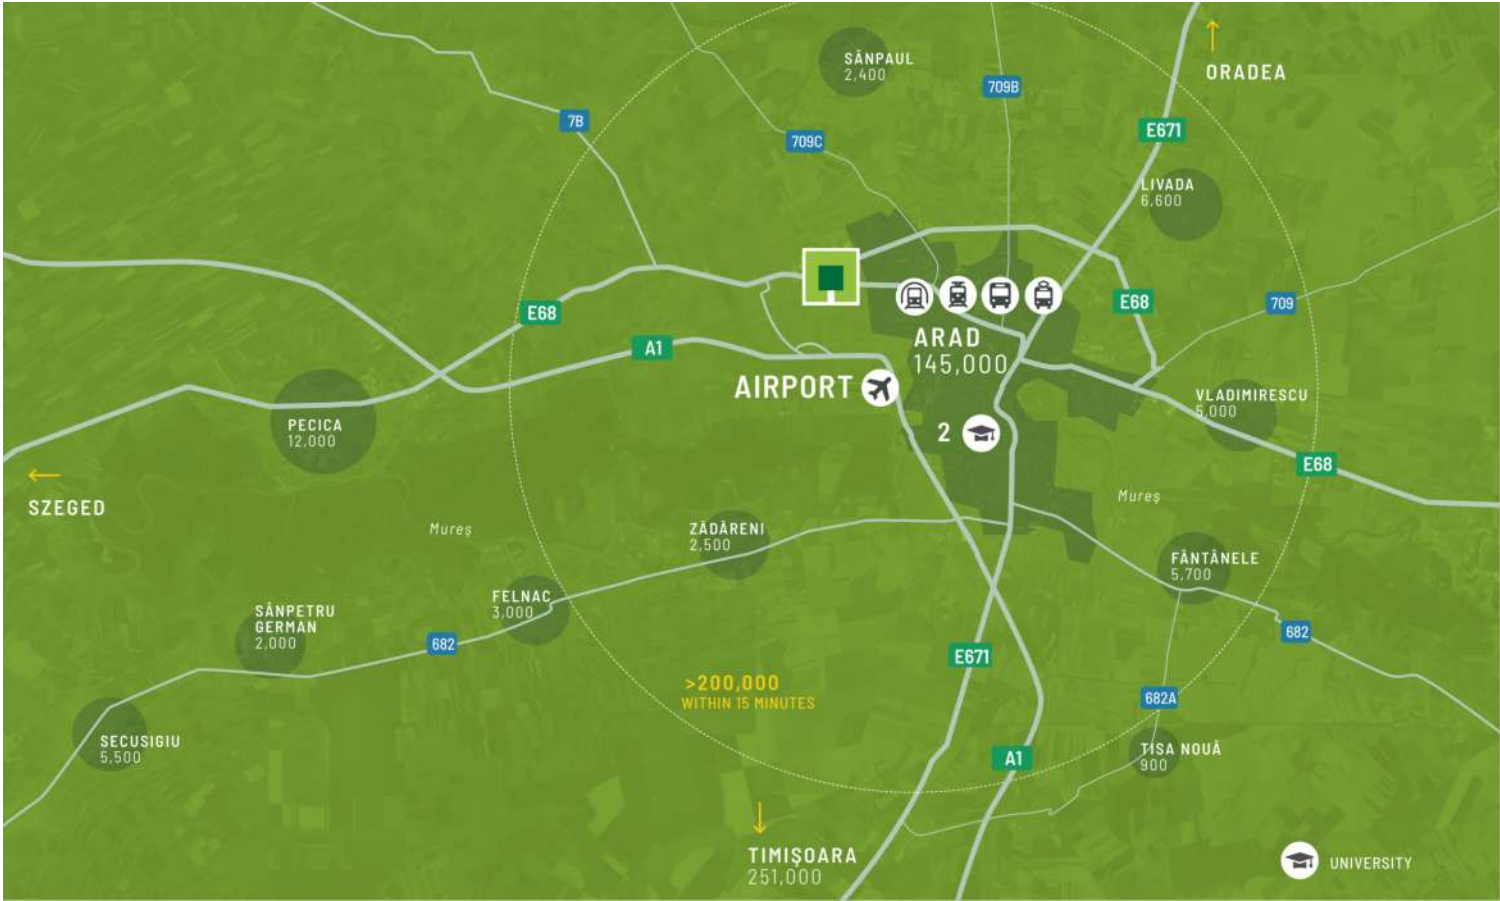 SÂNPAUL
2,400
ORADEA
709B
7B
E671
709C
LIVADA
6,600
E68
709
E68
ARAD
145,000
A1
AIRPORT
VLADIMIRESCU
5,000
PECICA
12,000
2
E68
SZEGED
Mureș
Mureș
ZĂDĂRENI
2,500
FÂNTÂNELE
5,700
FELNAC
3,000
SÂNPETRU
GERMAN
2,000
682
682
E671
>200,000
WITHIN 15 MINUTES
682A
SECUSIGIU
5,500
TISA NOUĂ
900
A1
TIMIȘOARA
251,000
UNIVERSITY